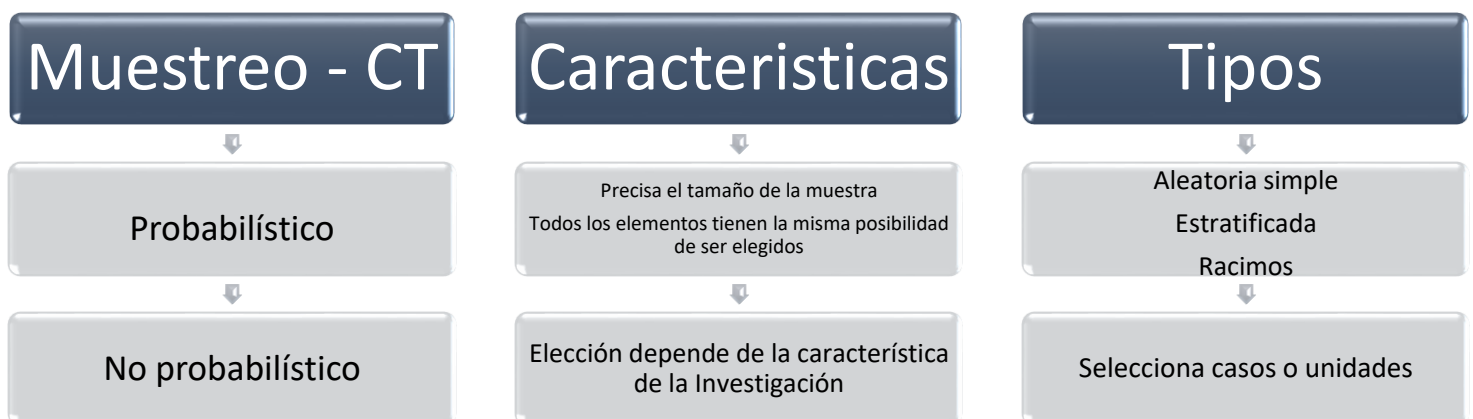 Muestreo - CT
Probabilístico
No probabilístico
Caracteristicas
Precisa el tamaño de la muestra
Todos los elementos tienen la misma posibilidad
de ser elegidos
Elección depende de la característica
de la Investigación
Tipos
Aleatoria simple
Estratificada
Racimos
Selecciona casos o unidades